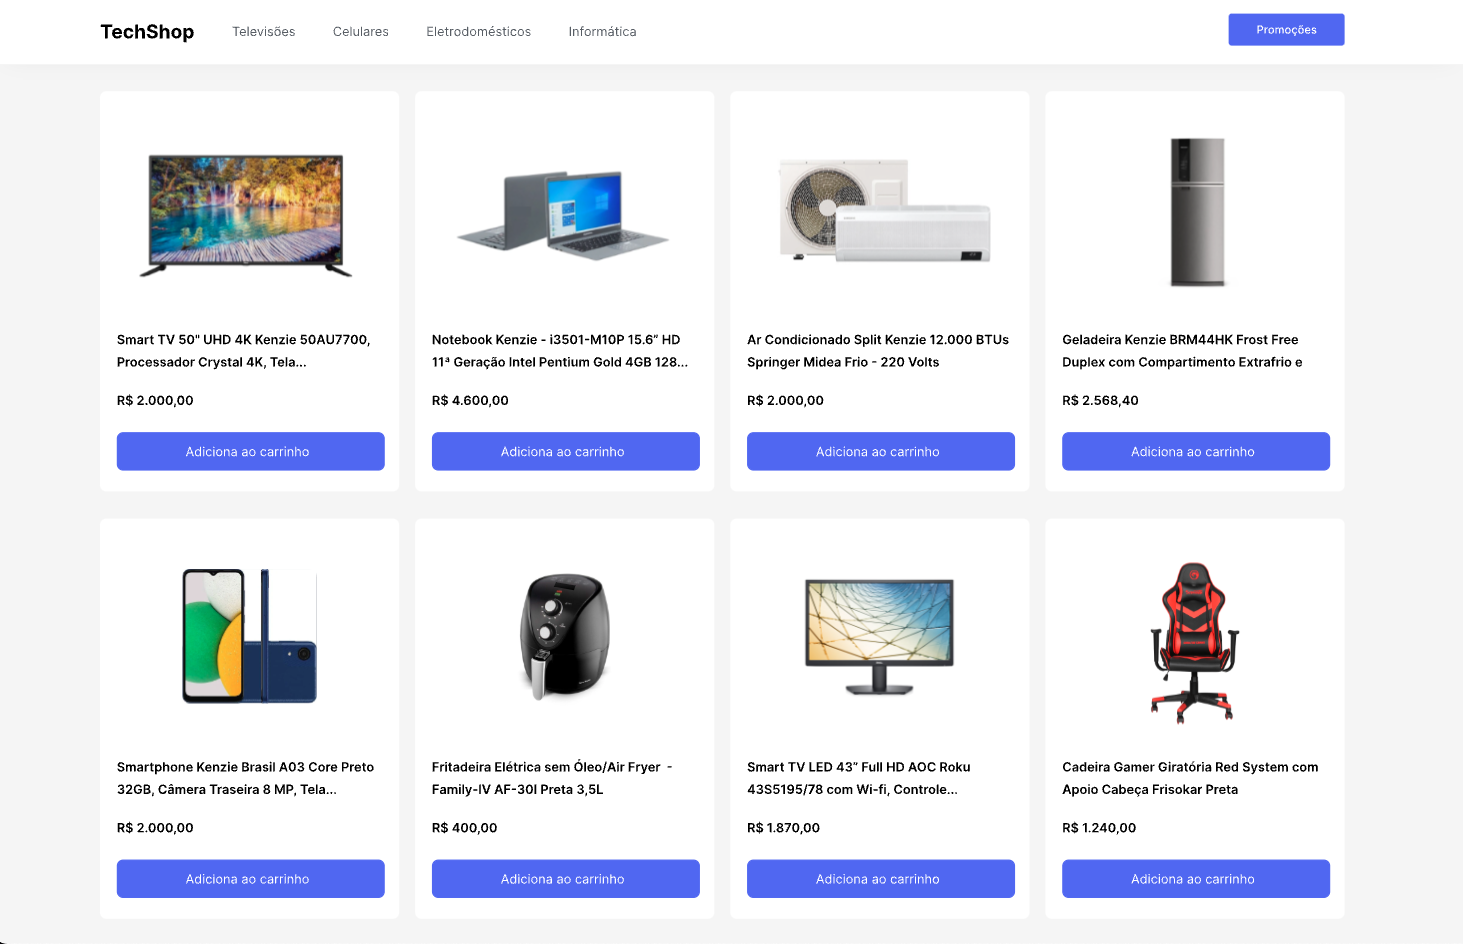 TechShop
Televisões
Celulares
Eletrodomésticos
Informática
Promoções
Smart TV 50" UHD 4K Kenzie 50AU7700,
Processador Crystal 4K, Tela...
R$ 2.000,00
Adiciona ao carrinho
Notebook Kenzie - i3501-M10P 15.6” HD
11ª Geração Intel Pentium Gold 4GB 128...
R$ 4.600,00
Adiciona ao carrinho
Ar Condicionado Split Kenzie 12.000 BTUs
Springer Midea Frio - 220 Volts
R$ 2.000,00
Adiciona ao carrinho
Geladeira Kenzie BRM44HK Frost Free
Duplex com Compartimento Extrafrio e
R$ 2.568,40
Adiciona ao carrinho
Smartphone Kenzie Brasil A03 Core Preto
32GB, Câmera Traseira 8 MP, Tela...
R$ 2.000,00
Adiciona ao carrinho
Fritadeira Elétrica sem Óleo/Air Fryer -
Family-IV AF-30I Preta 3,5L
R$ 400,00
Adiciona ao carrinho
Smart TV LED 43” Full HD AOC Roku
43S5195/78 com Wi-fi, Controle...
R$ 1.870,00
Adiciona ao carrinho
Cadeira Gamer Giratória Red System com
Apoio Cabeça Frisokar Preta
R$ 1.240,00
Adiciona ao carrinho